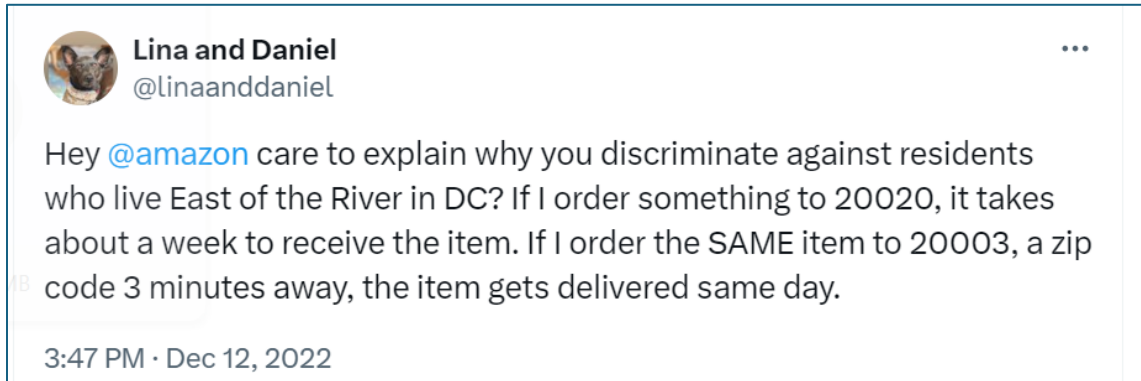 Lina and Daniel
@linaanddaniel
Hey @amazon care to explain why you discriminate against residents
who live East of the River in DC? If I order something to 20020, it takes
about a week to receive the item. If I order the SAME item to 20003, a zip
code 3 minutes away, the item gets delivered same day.
3:47 PM · Dec 12, 2022